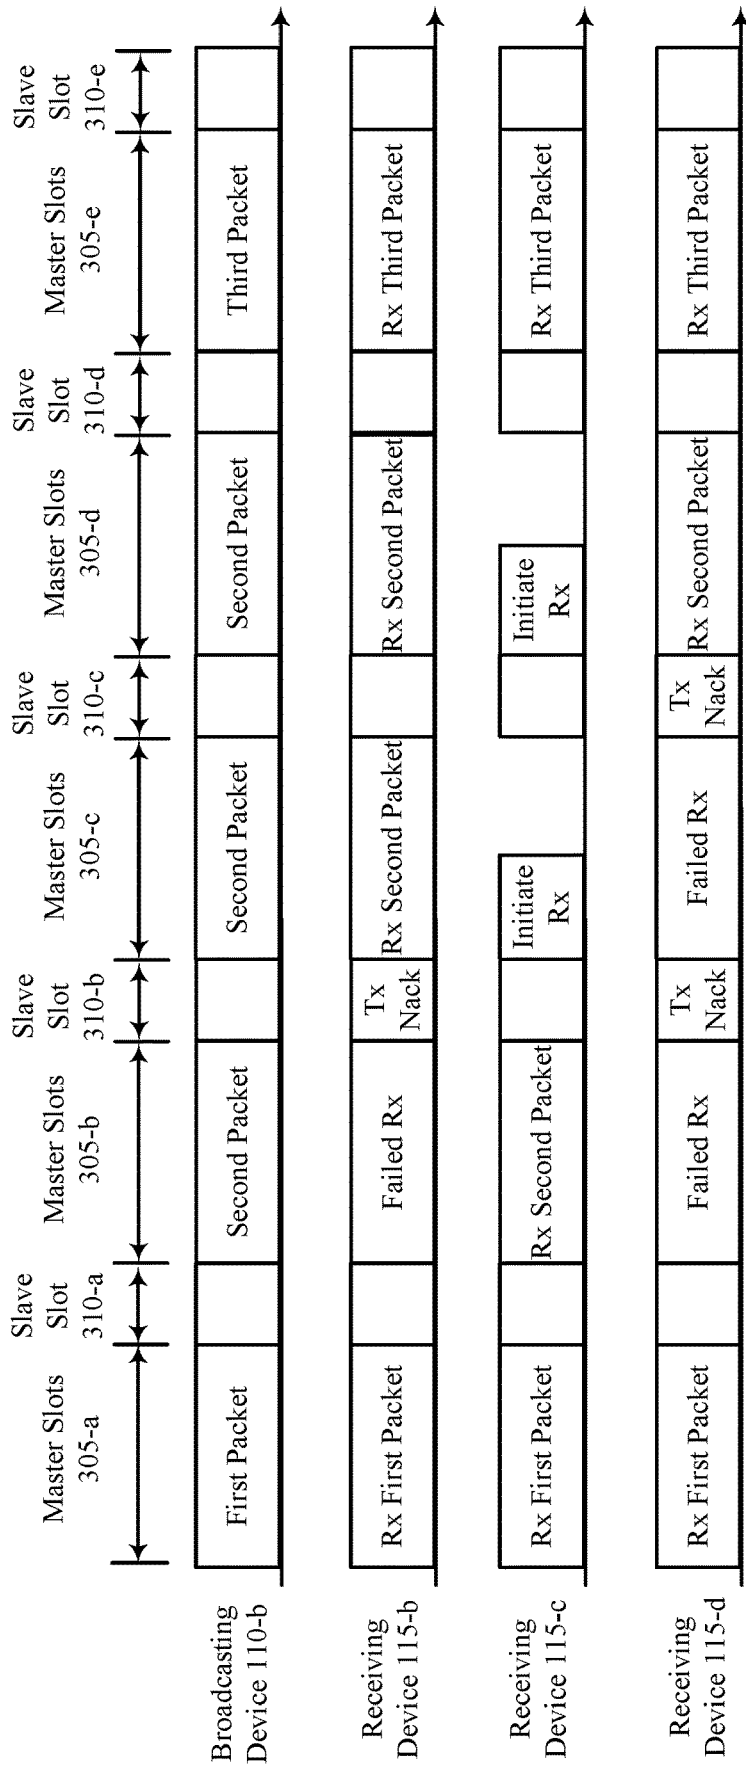 Master Slots
305-a
Slave
Slot
310-a
Master Slots
305-b
Slave
Slot
310-b
Master Slots
305-c
Slave
Slot
310-c
Master Slots
305-d
Slave
Slot
310-d
Master Slots
305-e
Slave
Slot
310-e
Broadcasting
Device 110-b
First Packet
Second Packet
Second Packet
Second Packet
Third Packet
Receiving
Device 115-b
Rx First Packet
Failed Rx
Tx
Nack
Rx Second Packet
Rx Second Packet
Rx Third Packet
Receiving
Device 115-c
Rx First Packet
Rx Second Packet
Initiate
Rx
Initiate
Rx
Rx Third Packet
Receiving
Device 115-d
Rx First Packet
Failed Rx
Tx
Nack
Failed Rx
Tx
Nack
Rx Second Packet
Rx Third Packet